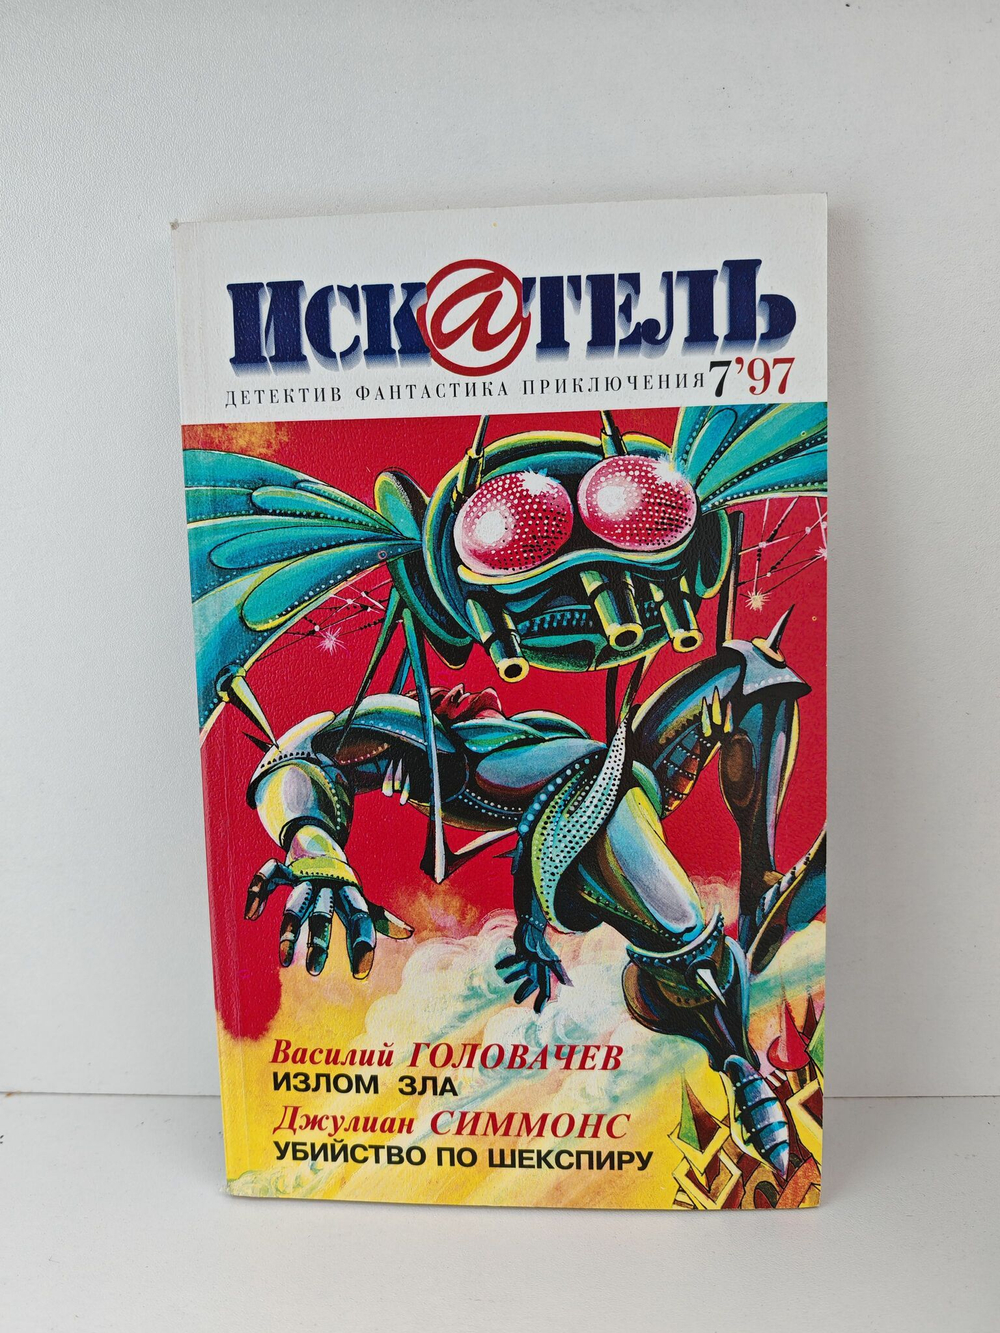 ИСК@ТЕЛЬ
ДЕТЕКТИВ ФАНТАСТИКА ПРИКЛЮЧЕНИЯ 7'97
Василий ГОЛОВАЧЕВ
ИЗЛОМ ЗЛА
Джулиан СИММОНС
УБИЙСТВО ПО ШЕКСПИРУ